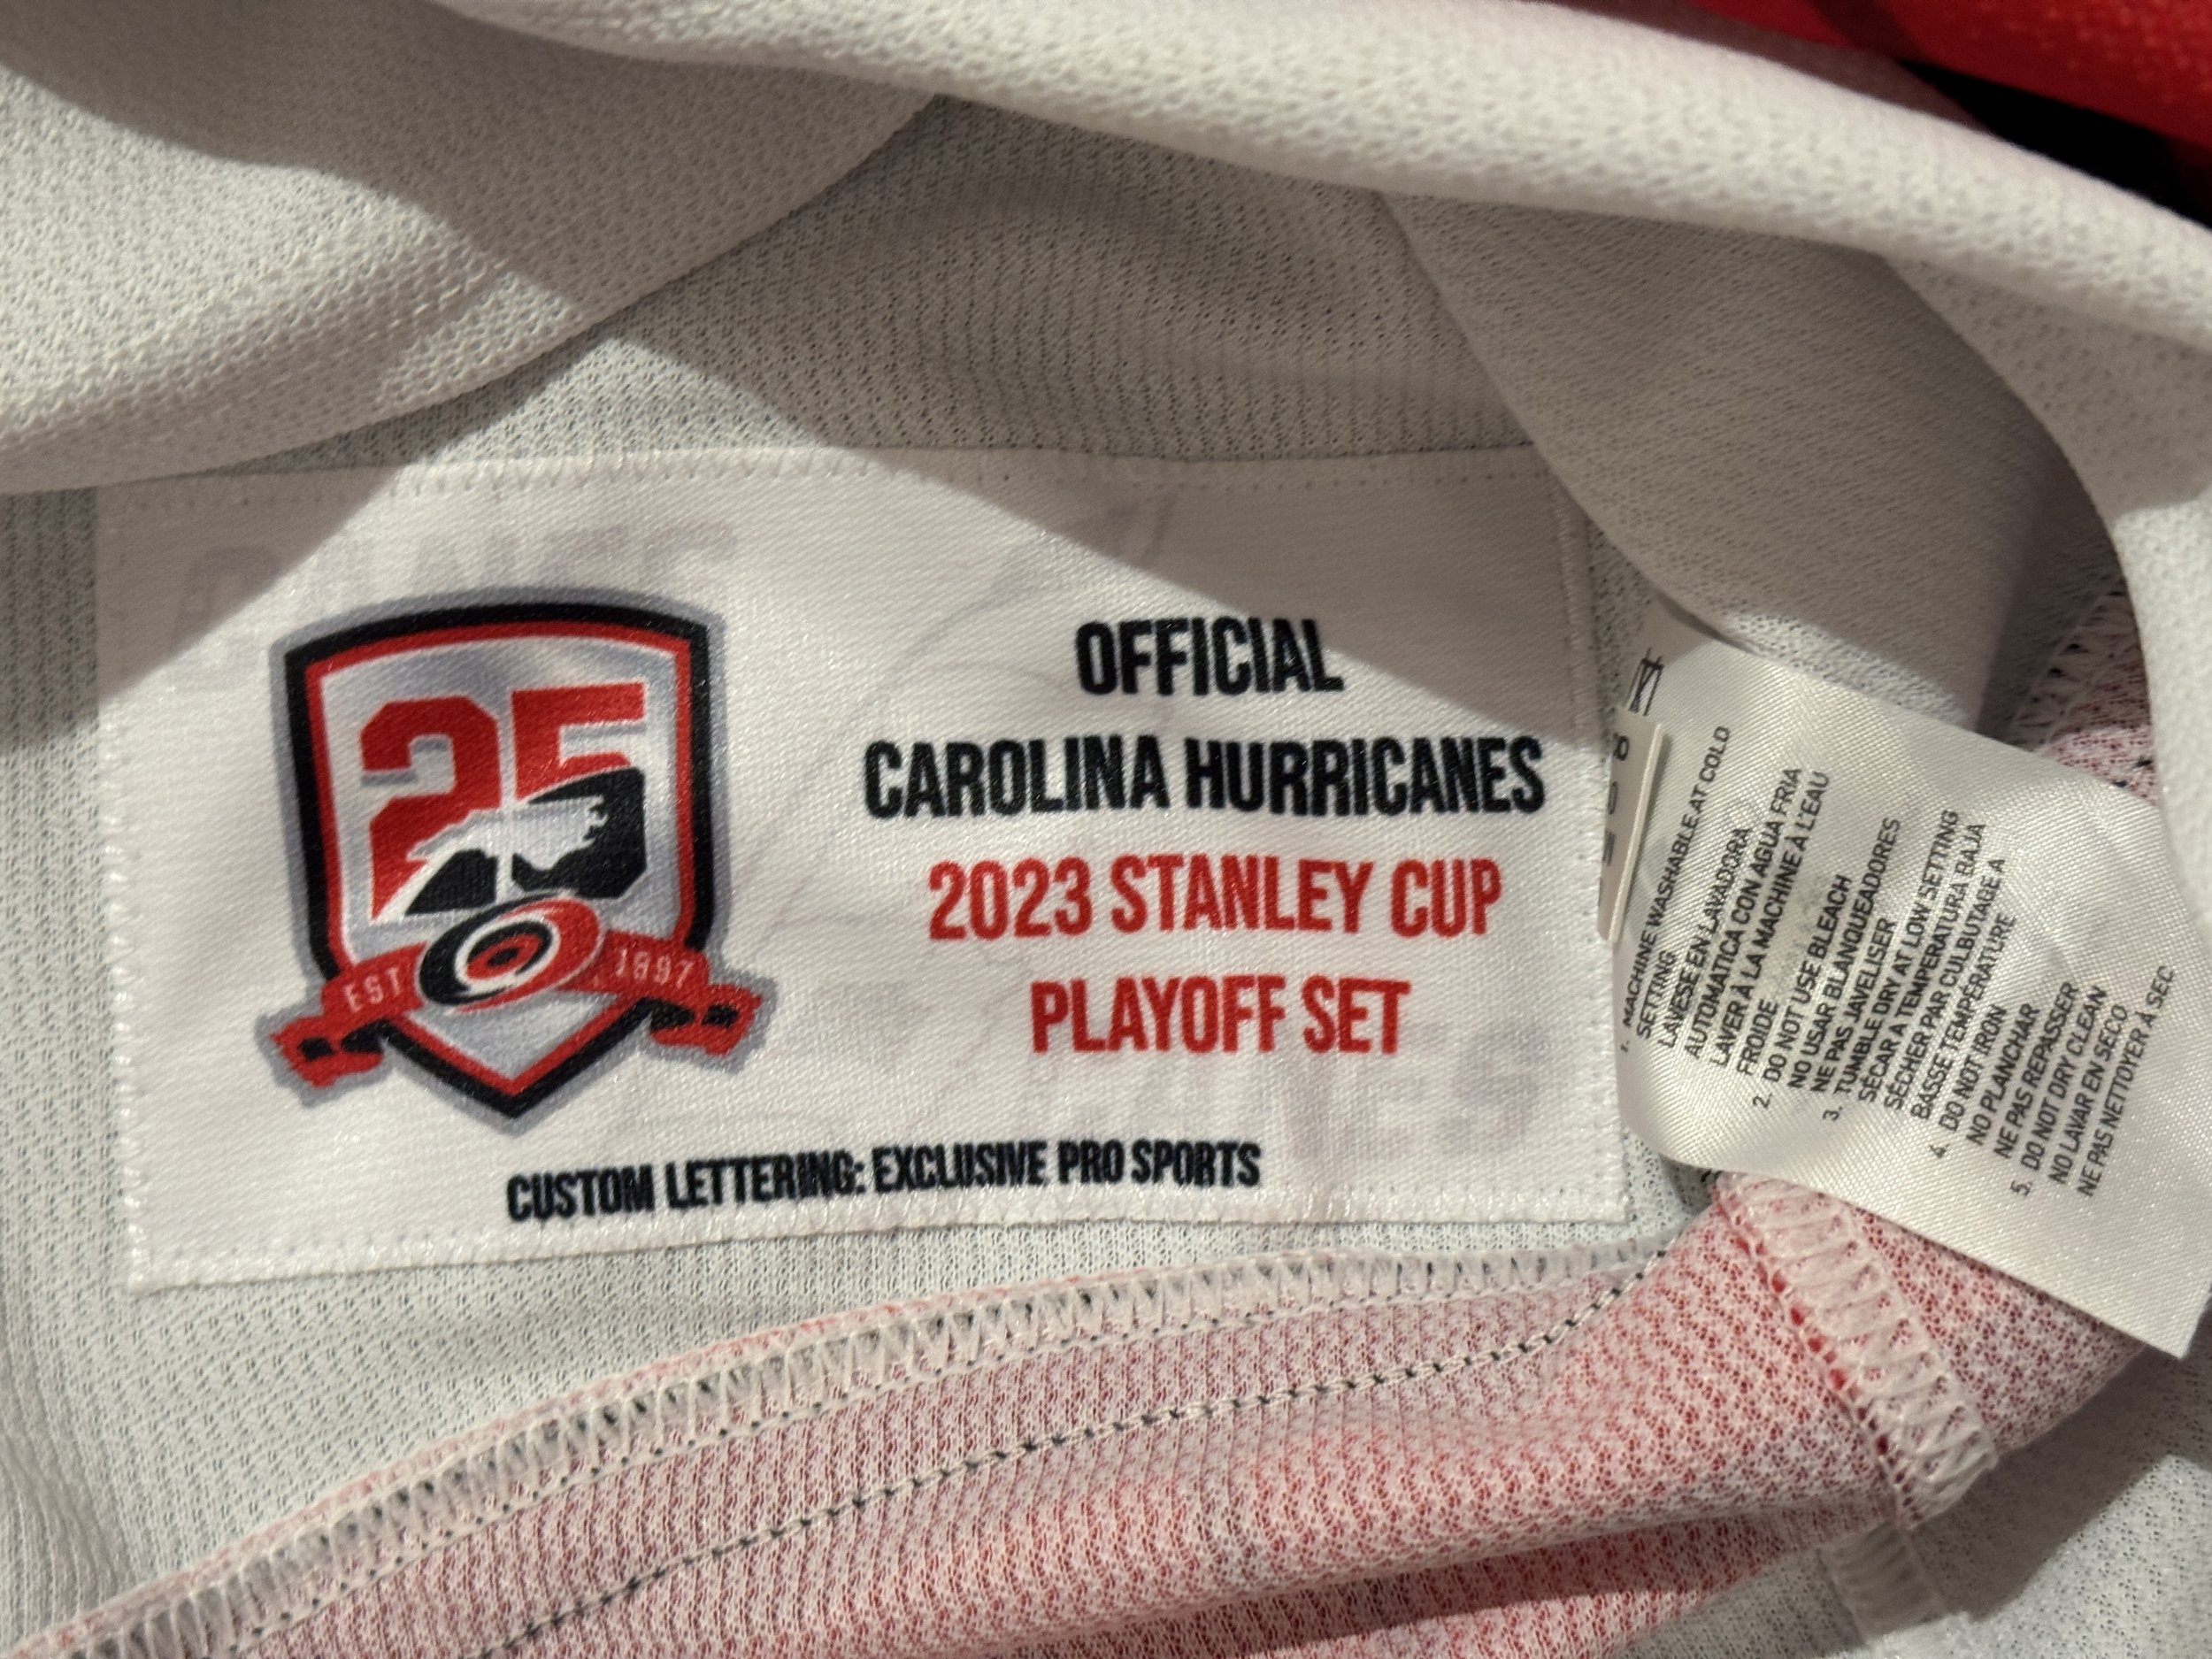 25
EST 1997
OFFICIAL
CAROLINA HURRICANES
2023 STANLEY CUP
PLAYOFF SET
CUSTOM LETTERING: EXCLUSIVE PRO SPORTS
1. MACHINE WASHABLE AT COLD
SETTING
LAVESE EN LAVADORA
AUTOMATICA CON AGUA FRIA
LAVER À LA MACHINE À L'EAU
FROIDE
2. DO NOT USE BLEACH
NO USAR BLANQUEADORES
NE PAS JAVELISER
3. TUMBLE DRY AT LOW SETTING
SECAR A TEMPERATURA BAJA
SÉCHER PAR CULBUTAGE A
BASSE TEMPERATURE
4. DO NOT IRON
NO PLANCHAR
NE PAS REPASSER
5. DO NOT DRY CLEAN
NO LAVAR EN SECO
NE PAS NETTOYER À SEC